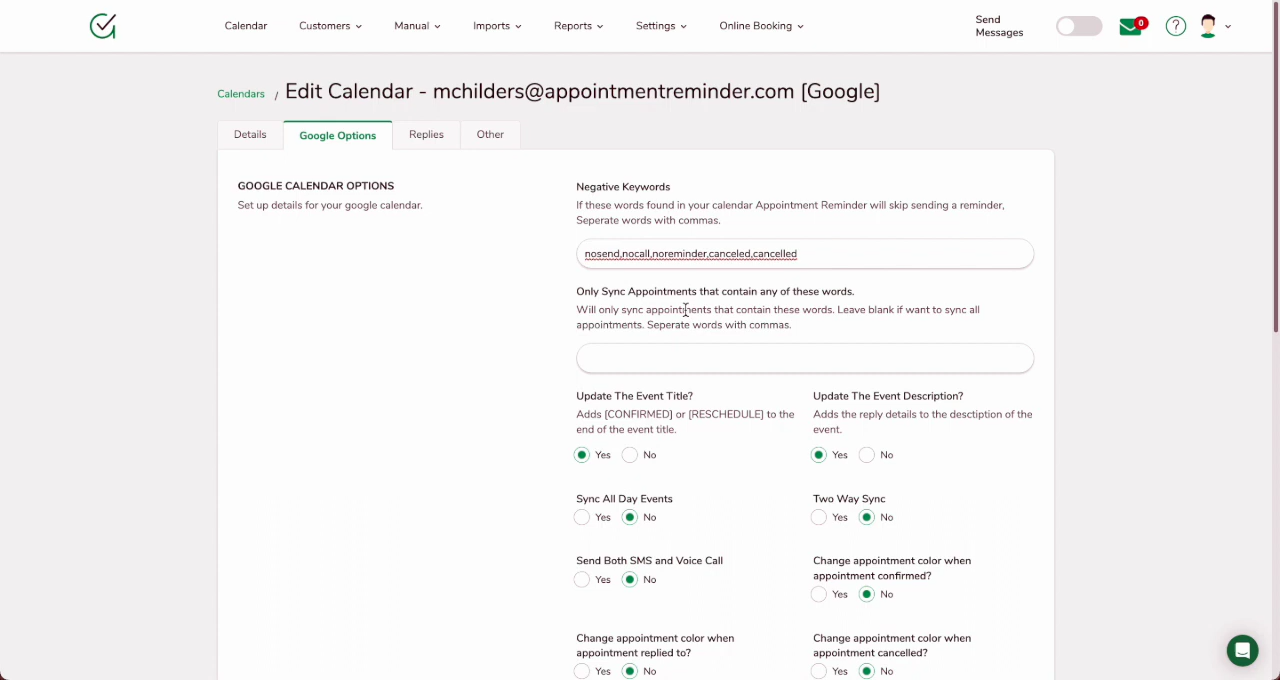 Calendar
Customers
Manual
Imports
Reports
Settings
Online Booking
Send
Messages
0
?
Calendars / Edit Calendar - mchilders@appointmentreminder.com [Google]
Details
Google Options
Replies
Other
GOOGLE CALENDAR OPTIONS
Set up details for your google calendar.
Negative Keywords
If these words found in your calendar Appointment Reminder will skip sending a reminder,
Seperate words with commas.
nosend,nocall,noreminder,canceled,cancelled
Only Sync Appointments that contain any of these words.
Will only sync appointments that contain these words. Leave blank if want to sync all
appointments. Seperate words with commas.
Update The Event Title?
Adds [CONFIRMED] or [RESCHEDULE] to the
end of the event title.
Yes No
Update The Event Description?
Adds the reply details to the desctiption of the
event.
Yes No
Sync All Day Events
Yes No
Two Way Sync
Yes No
Send Both SMS and Voice Call
Yes No
Change appointment color when
appointment confirmed?
Yes No
Change appointment color when
appointment replied to?
Yes No
Change appointment color when
appointment cancelled?
Yes No